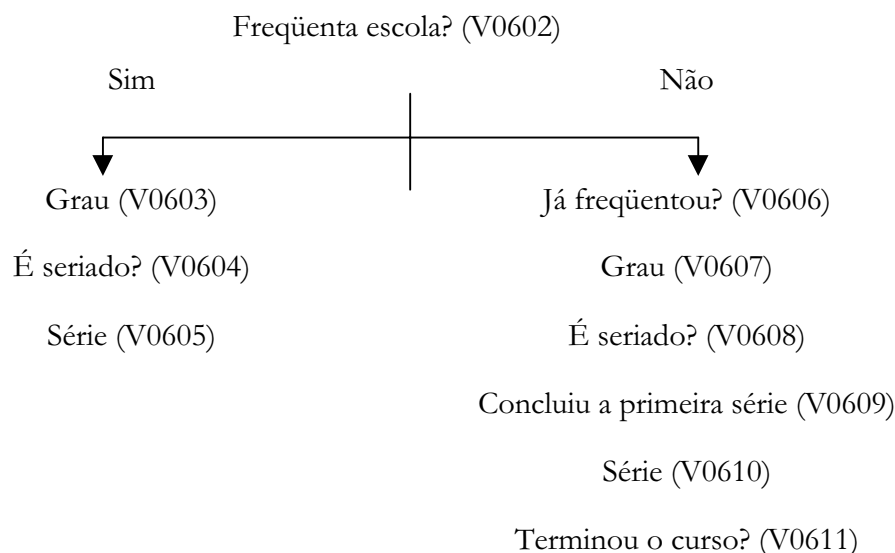 Freqüenta escola? (V0602)
Sim
Não
Grau (V0603)
Já freqüentou? (V0606)
É seriado? (V0604)
Grau (V0607)
Série (V0605)
É seriado? (V0608)
Concluiu a primeira série (V0609)
Série (V0610)
Terminou o curso? (V0611)